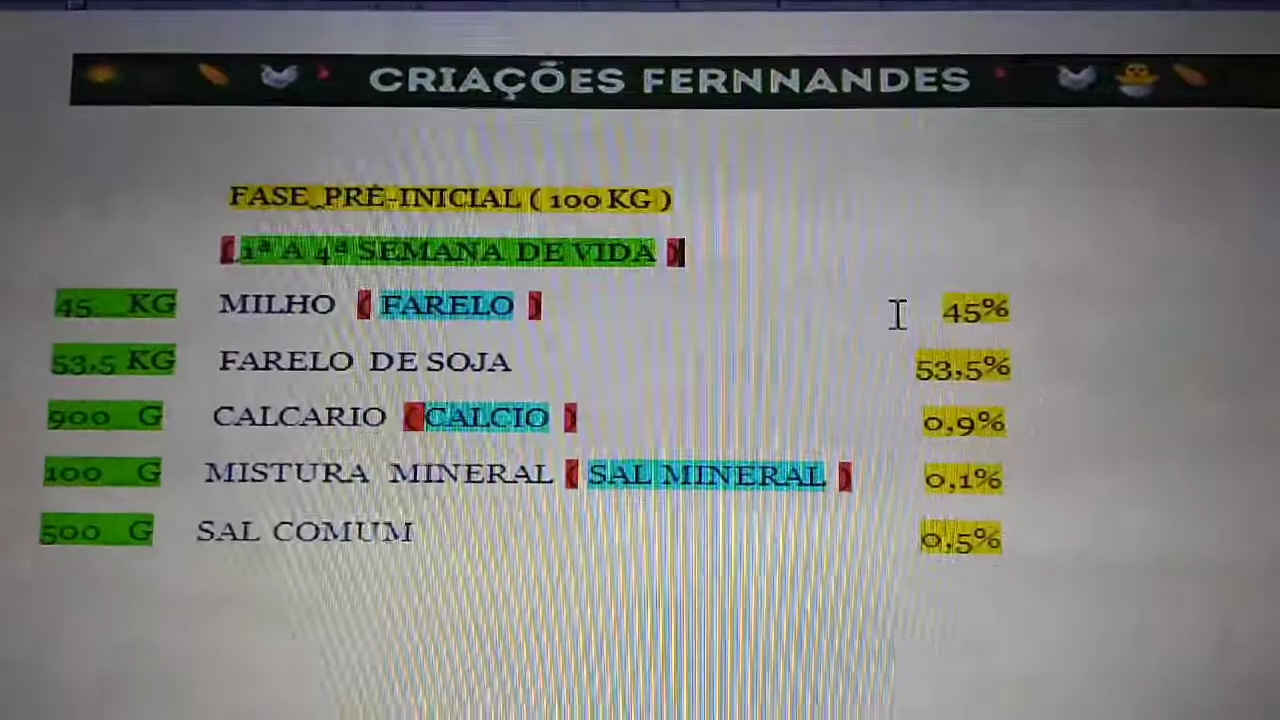 CRIAÇÕES FERNNANDES
FASE PRÉ-INICIAL ( 100 KG )
( 1ª A 4ª SEMANA DE VIDA )
45 KG MILHO ( FARELO ) 45%
53,5 KG FARELO DE SOJA 53,5%
900 G CALCARIO ( CALCIO ) 0,9%
100 G MISTURA MINERAL ( SAL MINERAL ) 0,1%
500 G SAL COMUM 0,5%